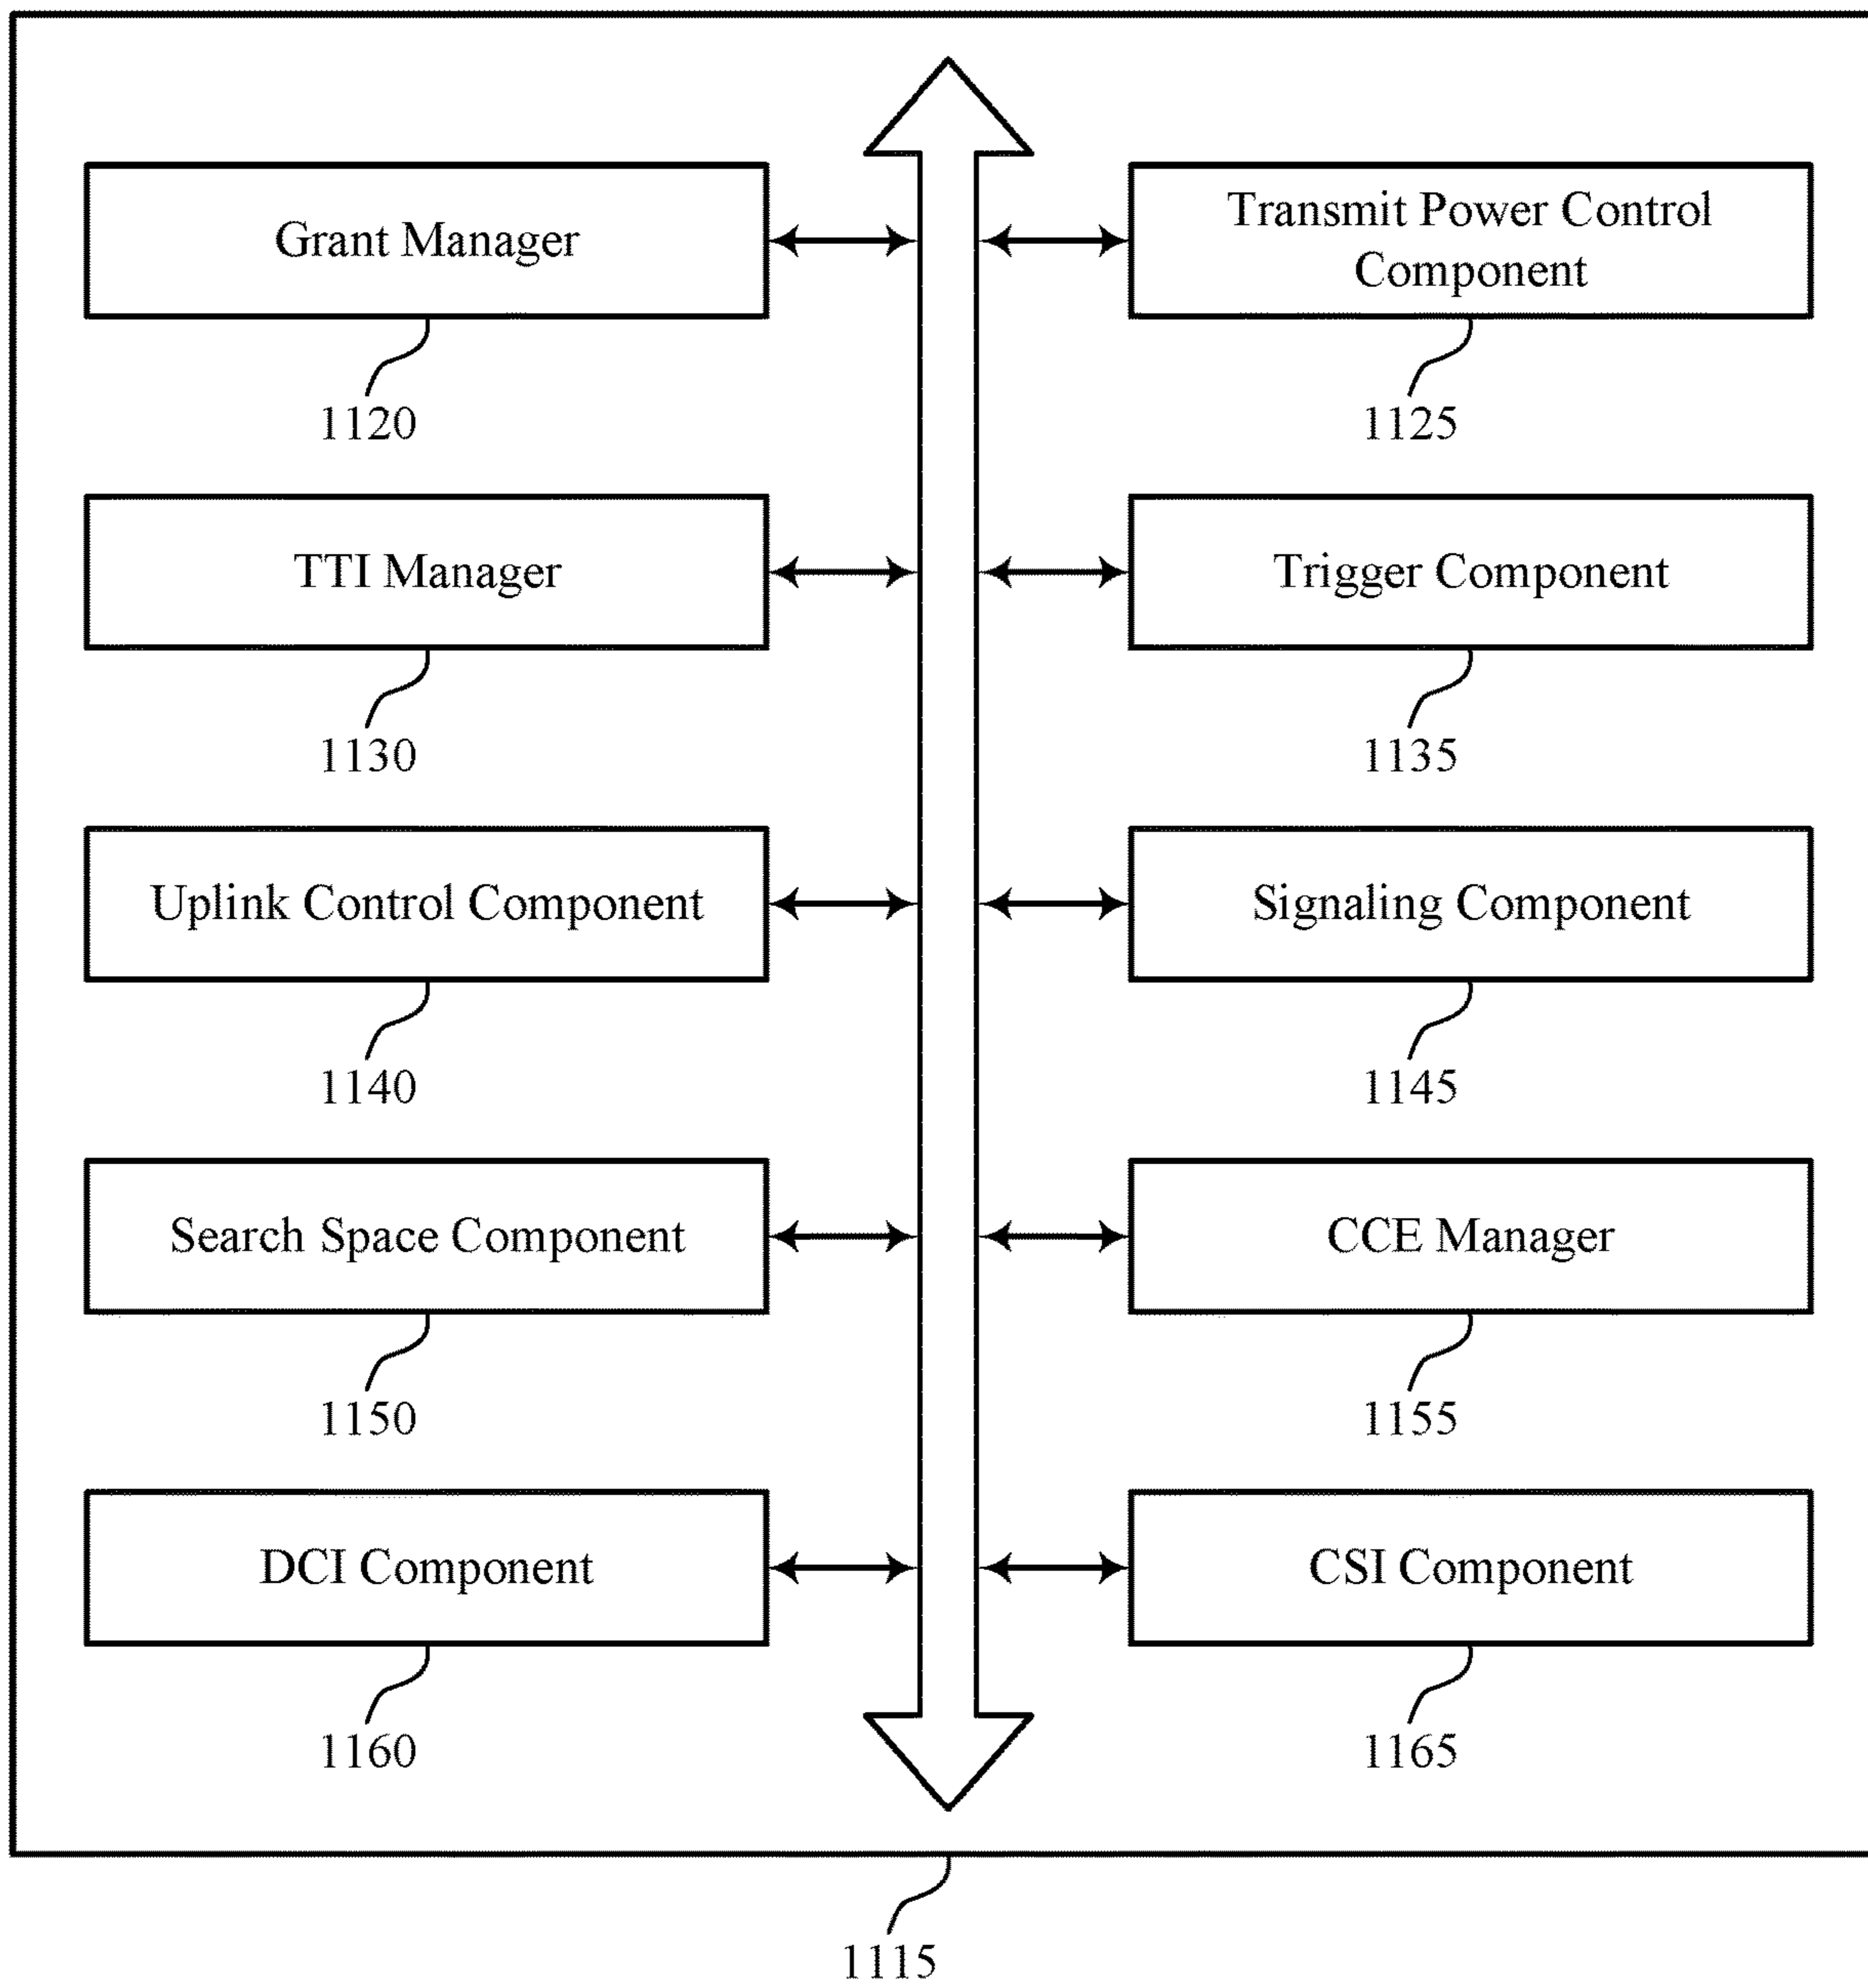 Grant Manager
1120
Transmit Power Control
Component
1125
TTI Manager
1130
Trigger Component
1135
Uplink Control Component
1140
Signaling Component
1145
Search Space Component
1150
CCE Manager
1155
DCI Component
1160
CSI Component
1165
1115